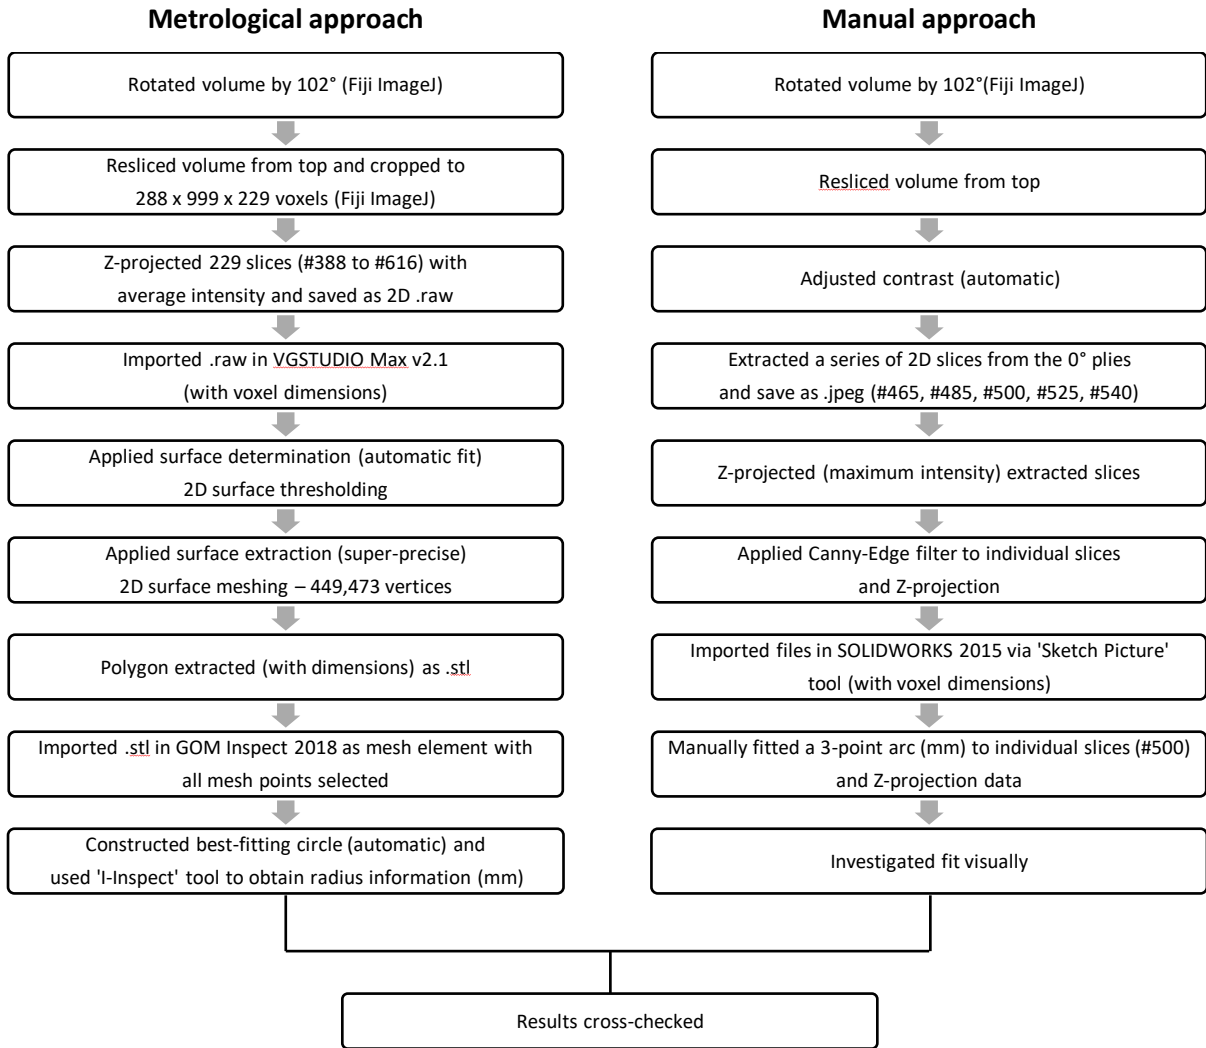 Metrological approach
Rotated volume by 102° (Fiji ImageJ)
Resliced volume from top and cropped to
288 x 999 x 229 voxels (Fiji ImageJ)
Z-projected 229 slices (#388 to #616) with
average intensity and saved as 2D .raw
Imported .raw in VGSTUDIO Max v2.1
(with voxel dimensions)
Applied surface determination (automatic fit)
2D surface thresholding
Applied surface extraction (super-precise)
2D surface meshing – 449,473 vertices
Polygon extracted (with dimensions) as .stl
Imported .stl in GOM Inspect 2018 as mesh element with
all mesh points selected
Constructed best-fitting circle (automatic) and
used 'I-Inspect' tool to obtain radius information (mm)
Manual approach
Rotated volume by 102°(Fiji ImageJ)
Resliced volume from top
Adjusted contrast (automatic)
Extracted a series of 2D slices from the 0° plies
and save as .jpeg (#465, #485, #500, #525, #540)
Z-projected (maximum intensity) extracted slices
Applied Canny-Edge filter to individual slices
and Z-projection
Imported files in SOLIDWORKS 2015 via 'Sketch Picture'
tool (with voxel dimensions)
Manually fitted a 3-point arc (mm) to individual slices (#500)
and Z-projection data
Investigated fit visually
Results cross-checked